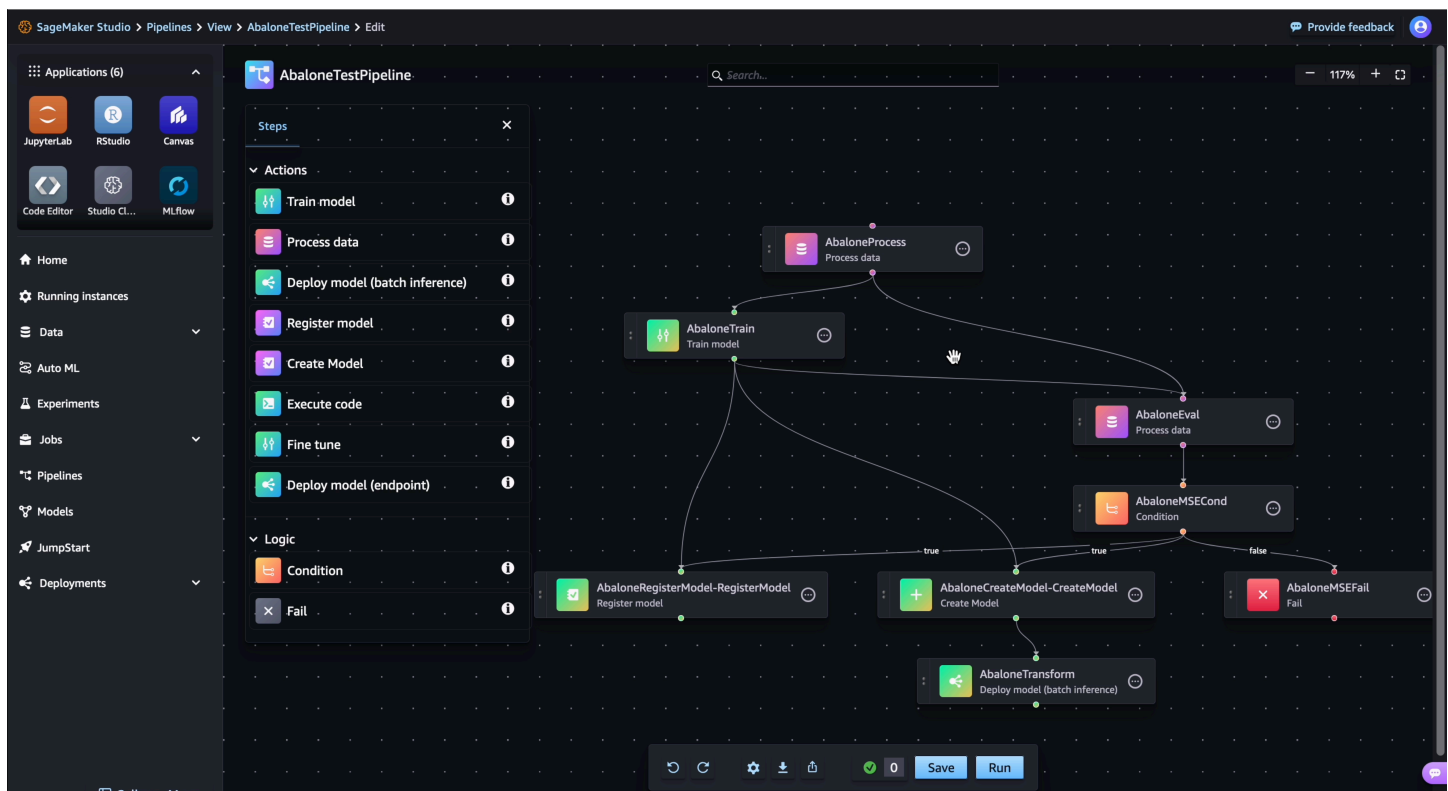 SageMaker Studio > Pipelines > View > AbaloneTestPipeline > Edit
Provide feedback
Applications (6)
JupyterLab
RStudio
Canvas
Code Editor
Studio Cl...
MLflow
Home
Running instances
Data
Auto ML
Experiments
Jobs
Pipelines
Models
JumpStart
Deployments
AbaloneTestPipeline
Search...
117%
Steps
Actions
Train model
Process data
Deploy model (batch inference)
Register model
Create Model
Execute code
Fine tune
Deploy model (endpoint)
Logic
Condition
Fail
AbaloneProcess
Process data
AbaloneTrain
Train model
AbaloneEval
Process data
AbaloneMSECond
Condition
true
true
false
AbaloneRegisterModel-RegisterModel
Register model
AbaloneCreateModel-CreateModel
Create Model
AbaloneMSEFail
Fail
AbaloneTransform
Deploy model (batch inference)
0
Save
Run